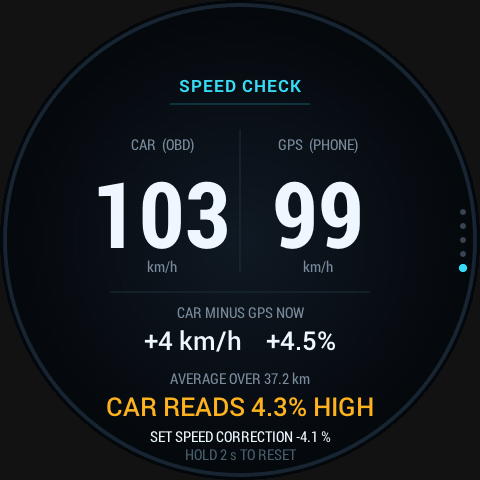 SPEED CHECK
CAR (OBD)
GPS (PHONE)
103
99
km/h
km/h
CAR MINUS GPS NOW
+4 km/h +4.5%
AVERAGE OVER 37.2 km
CAR READS 4.3% HIGH
SET SPEED CORRECTION -4.1 %
HOLD 2 s TO RESET